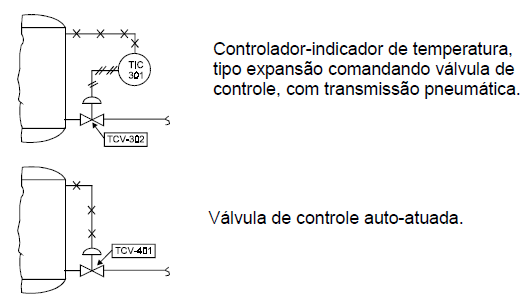 TIC
301
Controlador-indicador de temperatura,
tipo expansão comandando válvula de
controle, com transmissão pneumática.
TCV-302
TCV-401
Válvula de controle auto-atuada.